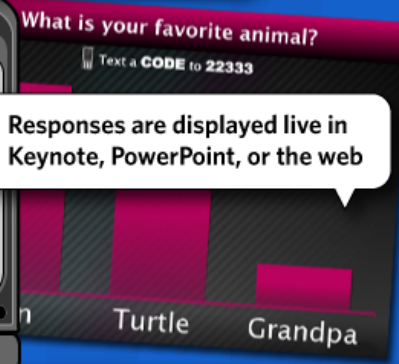 What is your favorite animal?
Text a CODE to 22333
Responses are displayed live in
Keynote, PowerPoint, or the web
n
Turtle
Grandpa